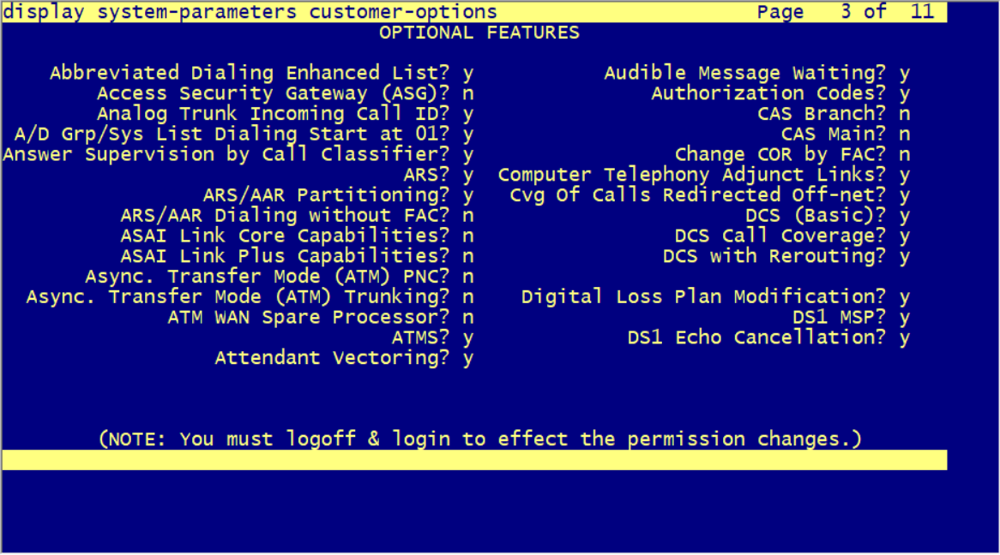 display system-parameters customer-options Page 3 of 11
OPTIONAL FEATURES
Abbreviated Dialing Enhanced List? y Audible Message Waiting? y
Access Security Gateway (ASG)? n Authorization Codes? y
Analog Trunk Incoming Call ID? y CAS Branch? n
A/D Grp/Sys List Dialing Start at 01? y CAS Main? n
Answer Supervision by Call Classifier? y Change COR by FAC? n
ARS? y Computer Telephony Adjunct Links? y
ARS/AAR Partitioning? y Cvg Of Calls Redirected Off-net? y
ARS/AAR Dialing without FAC? n DCS (Basic)? y
ASAI Link Core Capabilities? n DCS Call Coverage? y
ASAI Link Plus Capabilities? n DCS with Rerouting? y
Async. Transfer Mode (ATM) PNC? n
Async. Transfer Mode (ATM) Trunking? n Digital Loss Plan Modification? y
ATM WAN Spare Processor? n DS1 MSP? y
ATMS? y DS1 Echo Cancellation? y
Attendant Vectoring? y
(NOTE: You must logoff & login to effect the permission changes.)